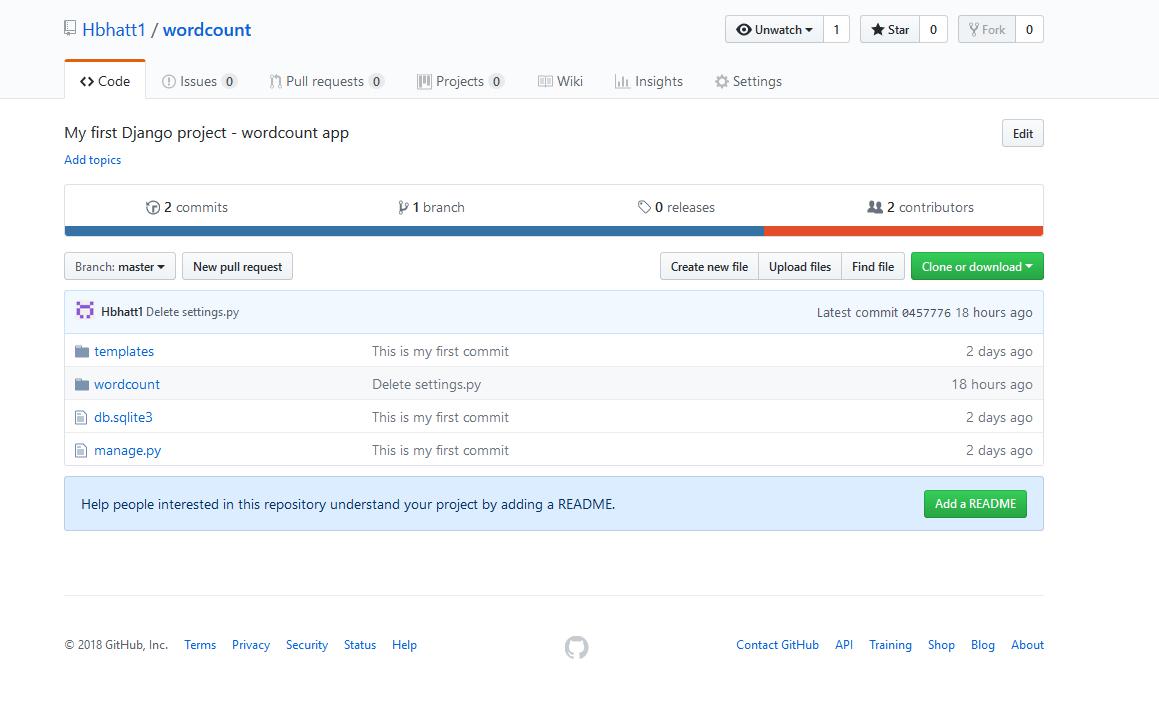 Hbhatt1 / wordcount
Unwatch 1 Star 0 Fork 0
Code Issues 0 Pull requests 0 Projects 0 Wiki Insights Settings
My first Django project - wordcount app
Edit
Add topics
2 commits 1 branch 0 releases 2 contributors
Branch: master New pull request Create new file Upload files Find file Clone or download
Hbhatt1 Delete settings.py Latest commit 0457776 18 hours ago
templates This is my first commit 2 days ago
wordcount Delete settings.py 18 hours ago
db.sqlite3 This is my first commit 2 days ago
manage.py This is my first commit 2 days ago
Help people interested in this repository understand your project by adding a README. Add a README
© 2018 GitHub, Inc. Terms Privacy Security Status Help Contact GitHub API Training Shop Blog About